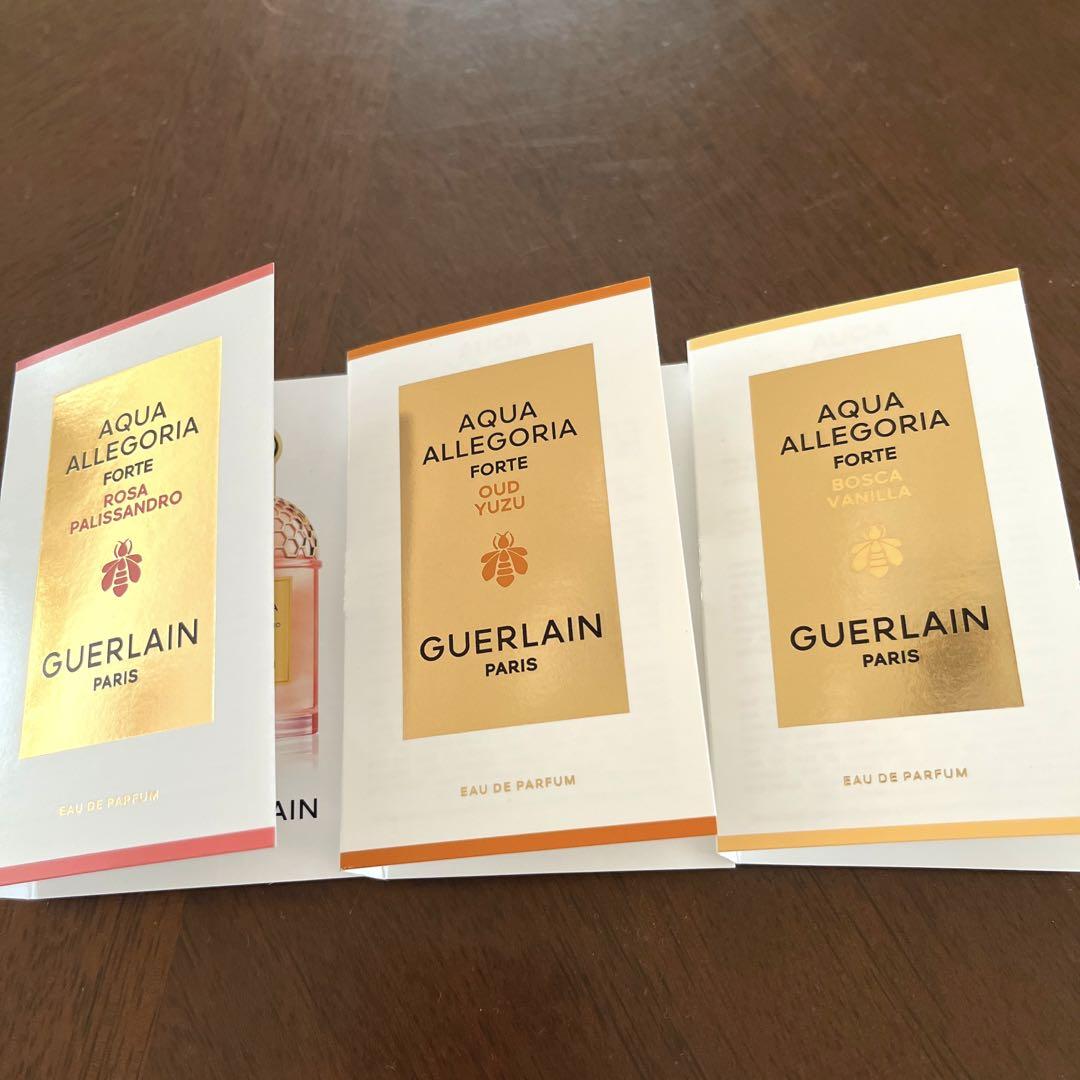 AQUA
ALLEGORIA
FORTE
ROSA
PALISSANDRO
GUERLAIN
PARIS
EAU DE PARFUM
AIN
AQUA
ALLEGORIA
FORTE
OUD
YUZU
GUERLAIN
PARIS
EAU DE PARFUM
AQUA
ALLEGORIA
FORTE
BOSCA
VANILLA
GUERLAIN
PARIS
EAU DE PARFUM